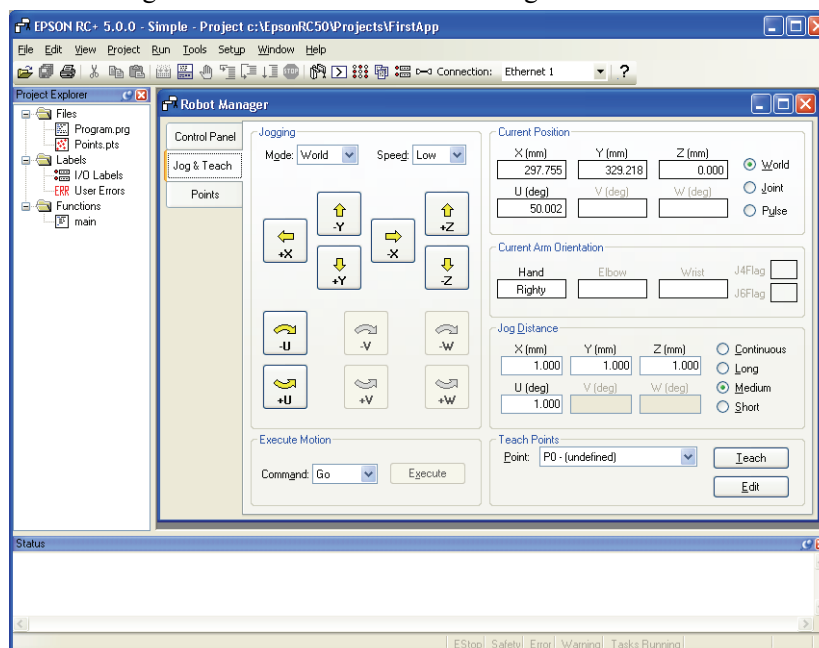 EPSON RC+ 5.0.0 - Simple - Project c:\EpsonRC50\Projects\FirstApp
File Edit View Project Run Tools Setup Window Help
Connection: Ethernet 1
Project Explorer
Files
Program.prg
Points.pts
Labels
I/O Labels
ERR User Errors
Functions
main
Robot Manager
Control Panel
Jog & Teach
Points
Jogging
Mode: World Speed: Low
-Y +Z
+X -X
+Y -Z
-U -V -W
+U +V +W
Execute Motion
Command: Go Execute
Current Position
X (mm) Y (mm) Z (mm)
297.755 329.218 0.000
U (deg) V (deg) W (deg)
50.002
World
Joint
Pulse
Current Arm Orientation
Hand Elbow Wrist J4Flag
Righty J6Flag
Jog Distance
X (mm) Y (mm) Z (mm)
1.000 1.000 1.000
U (deg) V (deg) W (deg)
1.000
Continuous
Long
Medium
Short
Teach Points
Point: P0 - (undefined) Teach
Edit
Status
EStop Safety Error Warning Tasks Running